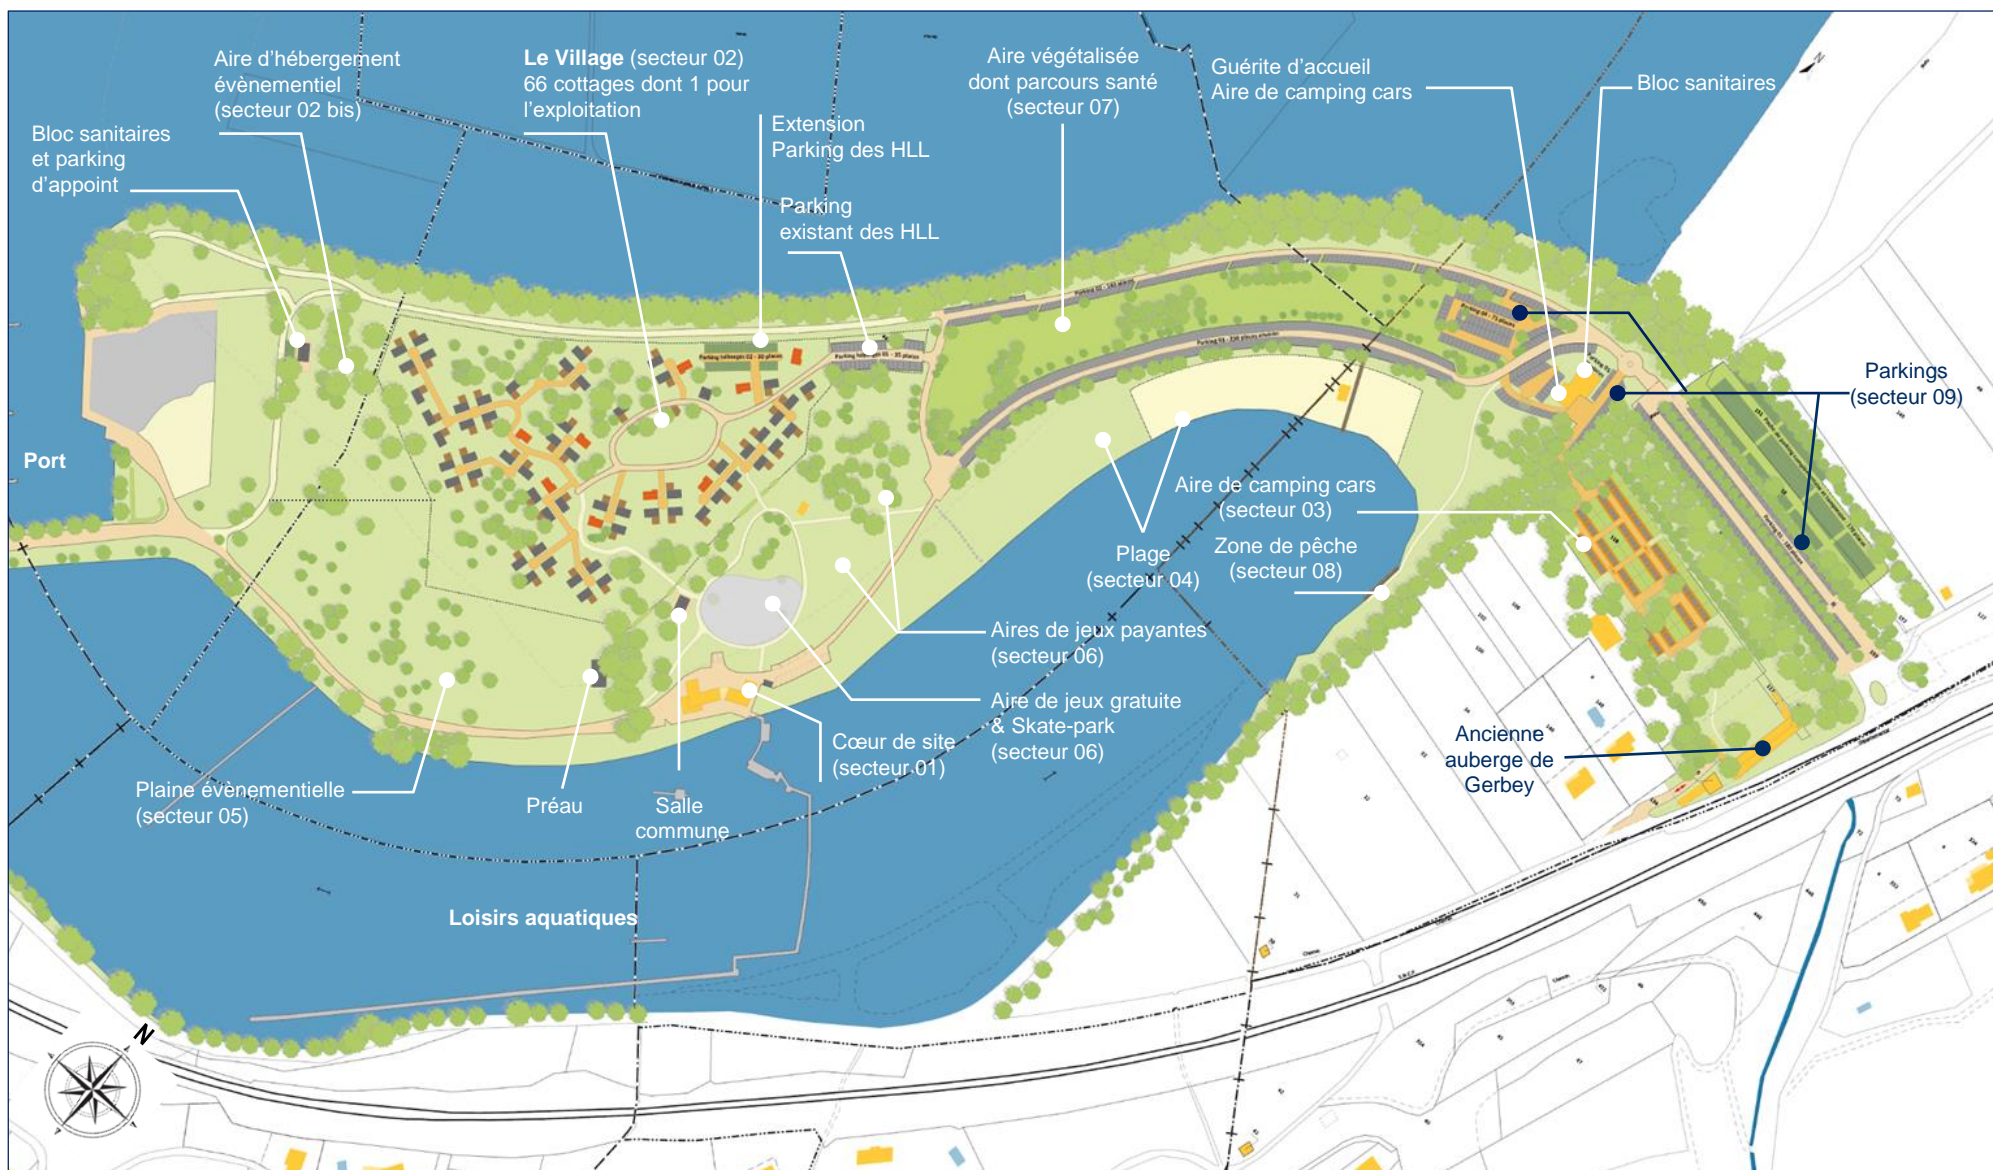 Aire d’hébergement
évènementiel
(secteur 02 bis)
Le Village (secteur 02)
66 cottages dont 1 pour
l’exploitation
Aire végétalisée
dont parcours santé
(secteur 07)
Guérite d’accueil
Aire de camping cars
Bloc sanitaires
Bloc sanitaires
et parking
d’appoint
Extension
Parking des HLL
Parking
existant des HLL
Parkings
(secteur 09)
Port
Aire de camping cars
(secteur 03)
Plage
(secteur 04)
Zone de pêche
(secteur 08)
Aires de jeux payantes
(secteur 06)
Aire de jeux gratuite
& Skate-park
(secteur 06)
Cœur de site
(secteur 01)
Ancienne
auberge de
Gerbey
Plaine évènementielle
(secteur 05)
Préau
Salle
commune
Loisirs aquatiques
N